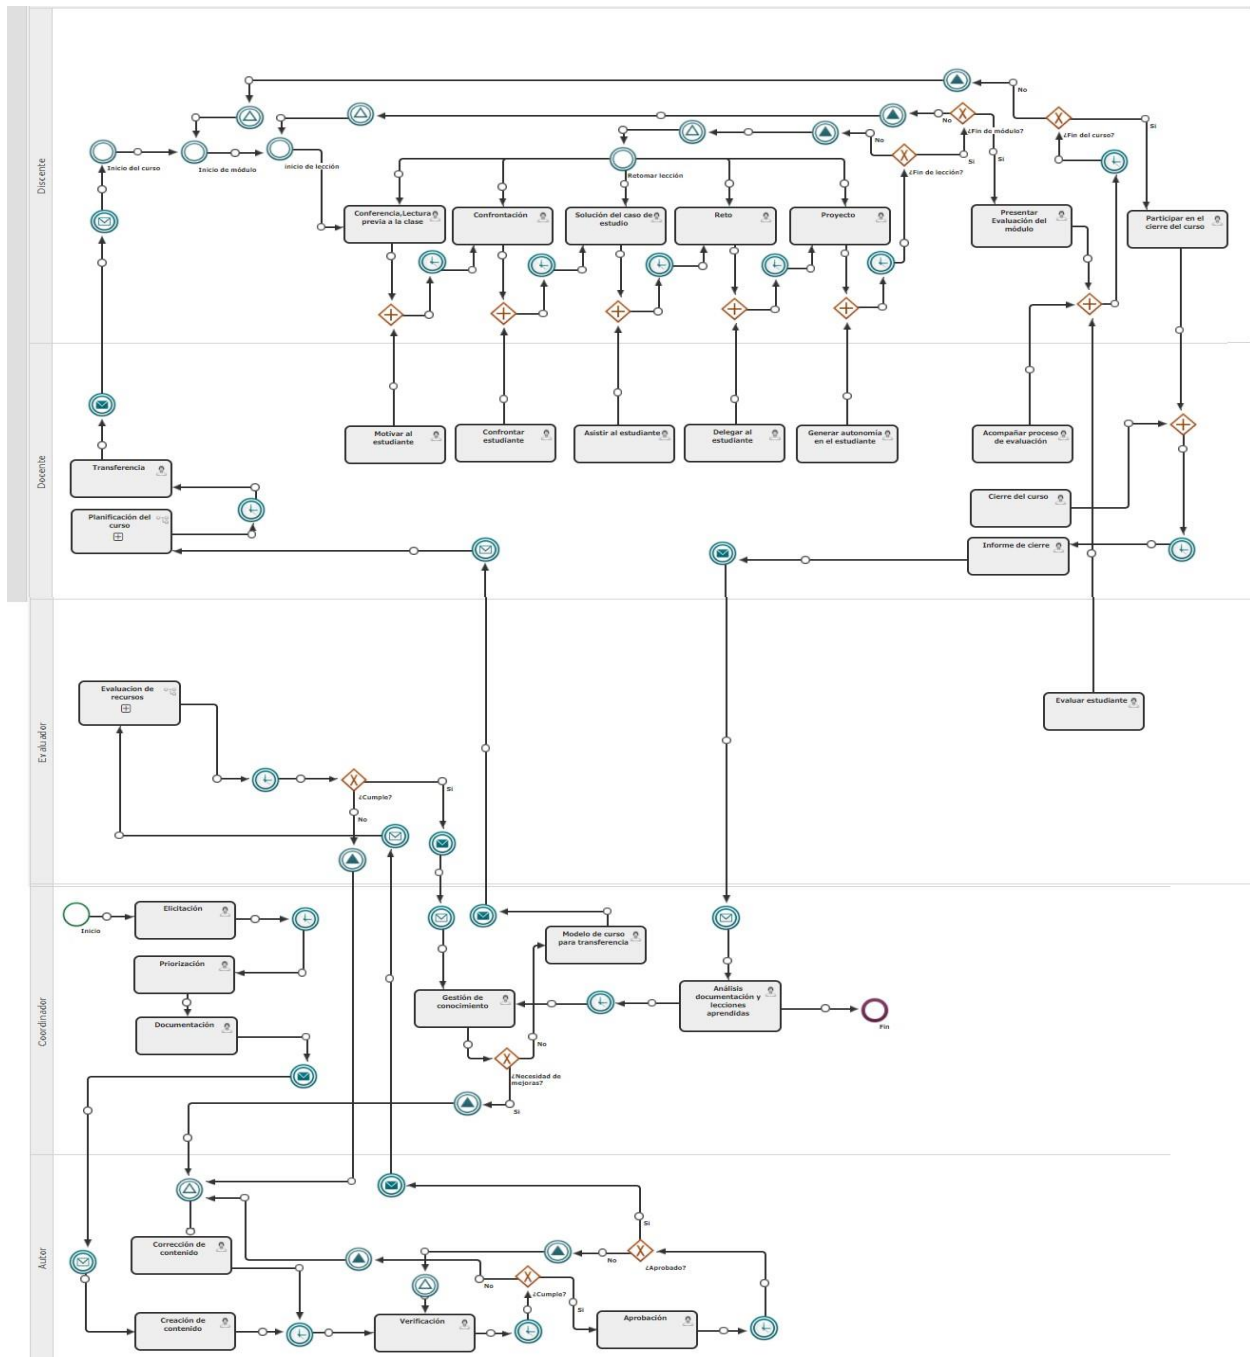 Discente
No
Si
¿Fin del curso?
No
¿Fin de módulo?
Si
No
¿Fin de lección?
Si
Inicio del curso
Inicio de módulo
inicio de lección
Retomar lección
Conferencia,Lectura
previa a la clase
Confrontación
Solución del caso de
estudio
Reto
Proyecto
Presentar
Evaluación del
módulo
Participar en el
cierre del curso
Docente
Motivar al
estudiante
Confrontar
estudiante
Asistir al estudiante
Delegar al
estudiante
Generar autonomía
en el estudiante
Acompañar proceso
de evaluación
Transferencia
Planificación del
curso
Cierre del curso
Informe de cierre
Evaluador
Evaluacion de
recursos
Evaluar estudiante
¿Cumple?
Si
No
Coordinador
Inicio
Elicitación
Priorización
Documentación
Modelo de curso
para transferencia
Gestión de
conocimiento
Análisis
documentación y
lecciones
aprendidas
Fin
No
¿Necesidad de
mejoras?
Si
Autor
Corrección de
contenido
Creación de
contenido
Verificación
No
¿Cumple?
Si
Aprobación
Si
No
¿Aprobado?